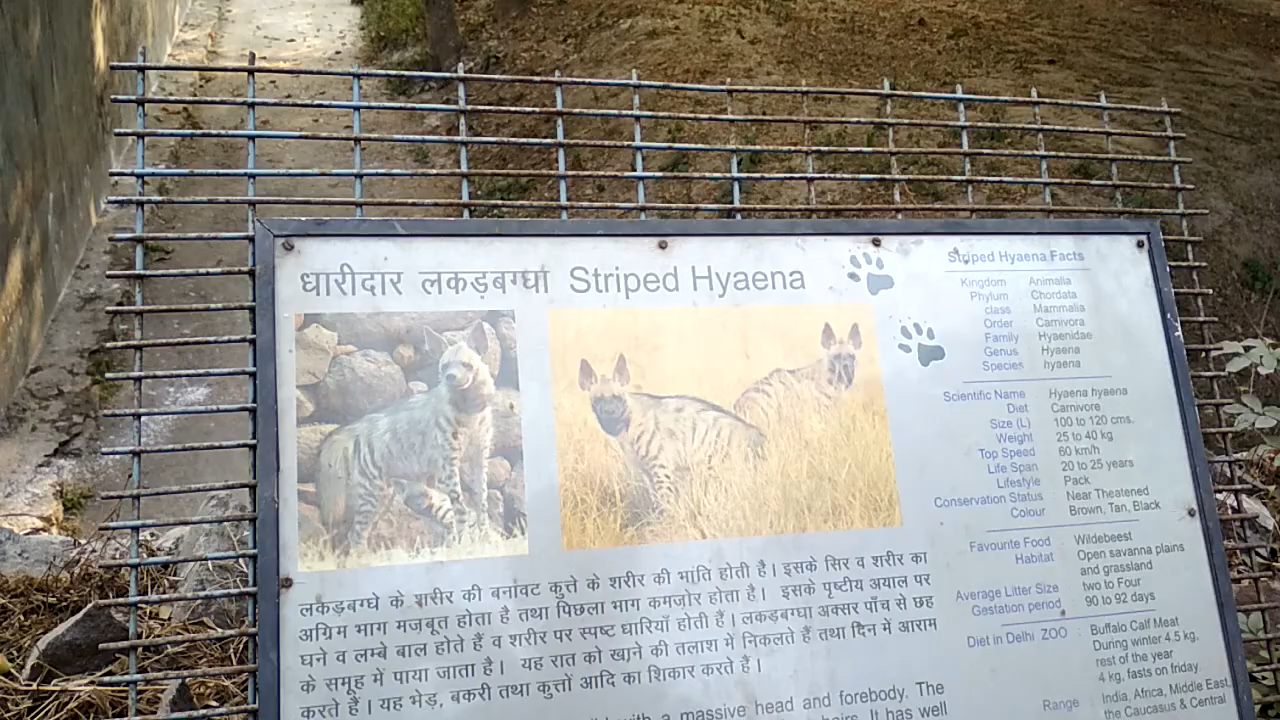 धारीदार लकड़बग्घा Striped Hyaena
लकड़बग्घे के शरीर की बनावट कुत्ते के शरीर की भांति होती है। इसके सिर व शरीर का
अग्रिम भाग मजबूत होता है तथा पिछला भाग कमजोर होता है। इसके पृष्टीय अयाल पर
घने व लम्बे बाल होते हैं व शरीर पर स्पष्ट धारियाँ होती हैं। लकड़बग्घा अक्सर पाँच से छह
के समूह में पाया जाता है। यह रात को खाने की तलाश में निकलते हैं तथा दिन में आराम
करते हैं। यह भेड़, बकरी तथा कुत्तों आदि का शिकार करते हैं।
with a massive head and forebody. The
hairs. It has well
Striped Hyaena Facts
Kingdom Animalia
Phylum Chordata
class Mammalia
Order Carnivora
Family Hyaenidae
Genus Hyaena
Species hyaena
Scientific Name Hyaena hyaena
Diet Carnivore
Size (L) 100 to 120 cms.
Weight 25 to 40 kg
Top Speed 60 km/h
Life Span 20 to 25 years
Lifestyle Pack
Conservation Status Near Theatened
Colour Brown, Tan, Black
Favourite Food : Wildebeest
Habitat : Open savanna plains
and grassland
Average Litter Size : two to Four
Gestation period : 90 to 92 days
Diet in Delhi ZOO : Buffalo Calf Meat
During winter 4.5 kg.
rest of the year
4 kg, fasts on friday
Range : India, Africa, Middle East,
the Caucasus & Central